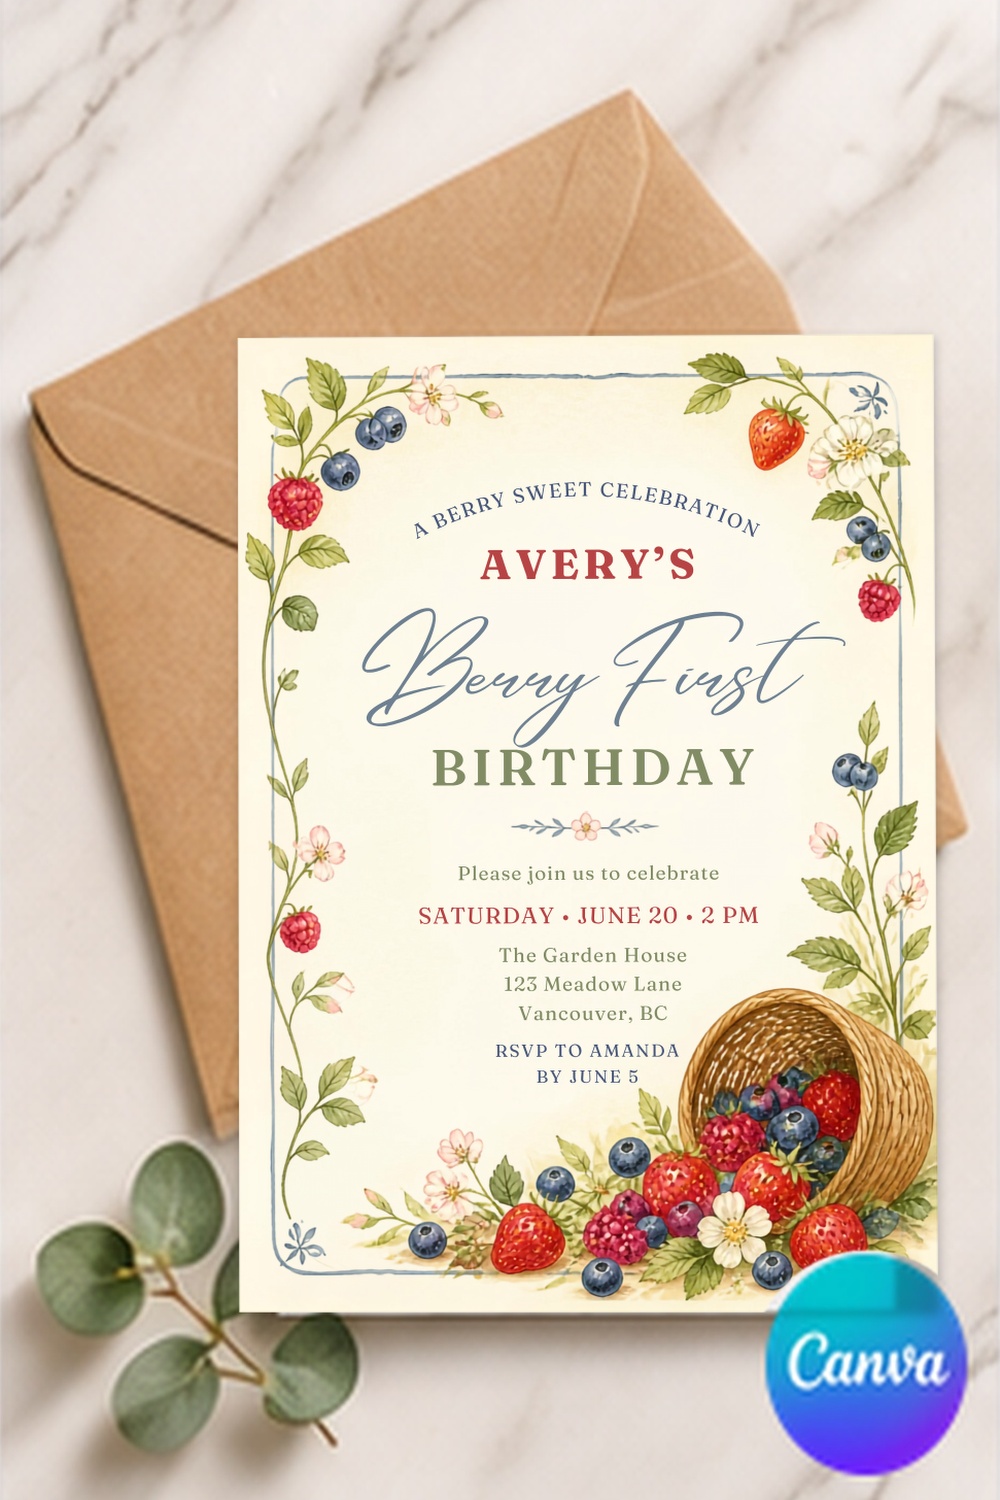 A BERRY SWEET CELEBRATION
AVERY'S
Berry First
BIRTHDAY
Please join us to celebrate
SATURDAY • JUNE 20 • 2 PM
The Garden House
123 Meadow Lane
Vancouver, BC
RSVP TO AMANDA
BY JUNE 5
Canva